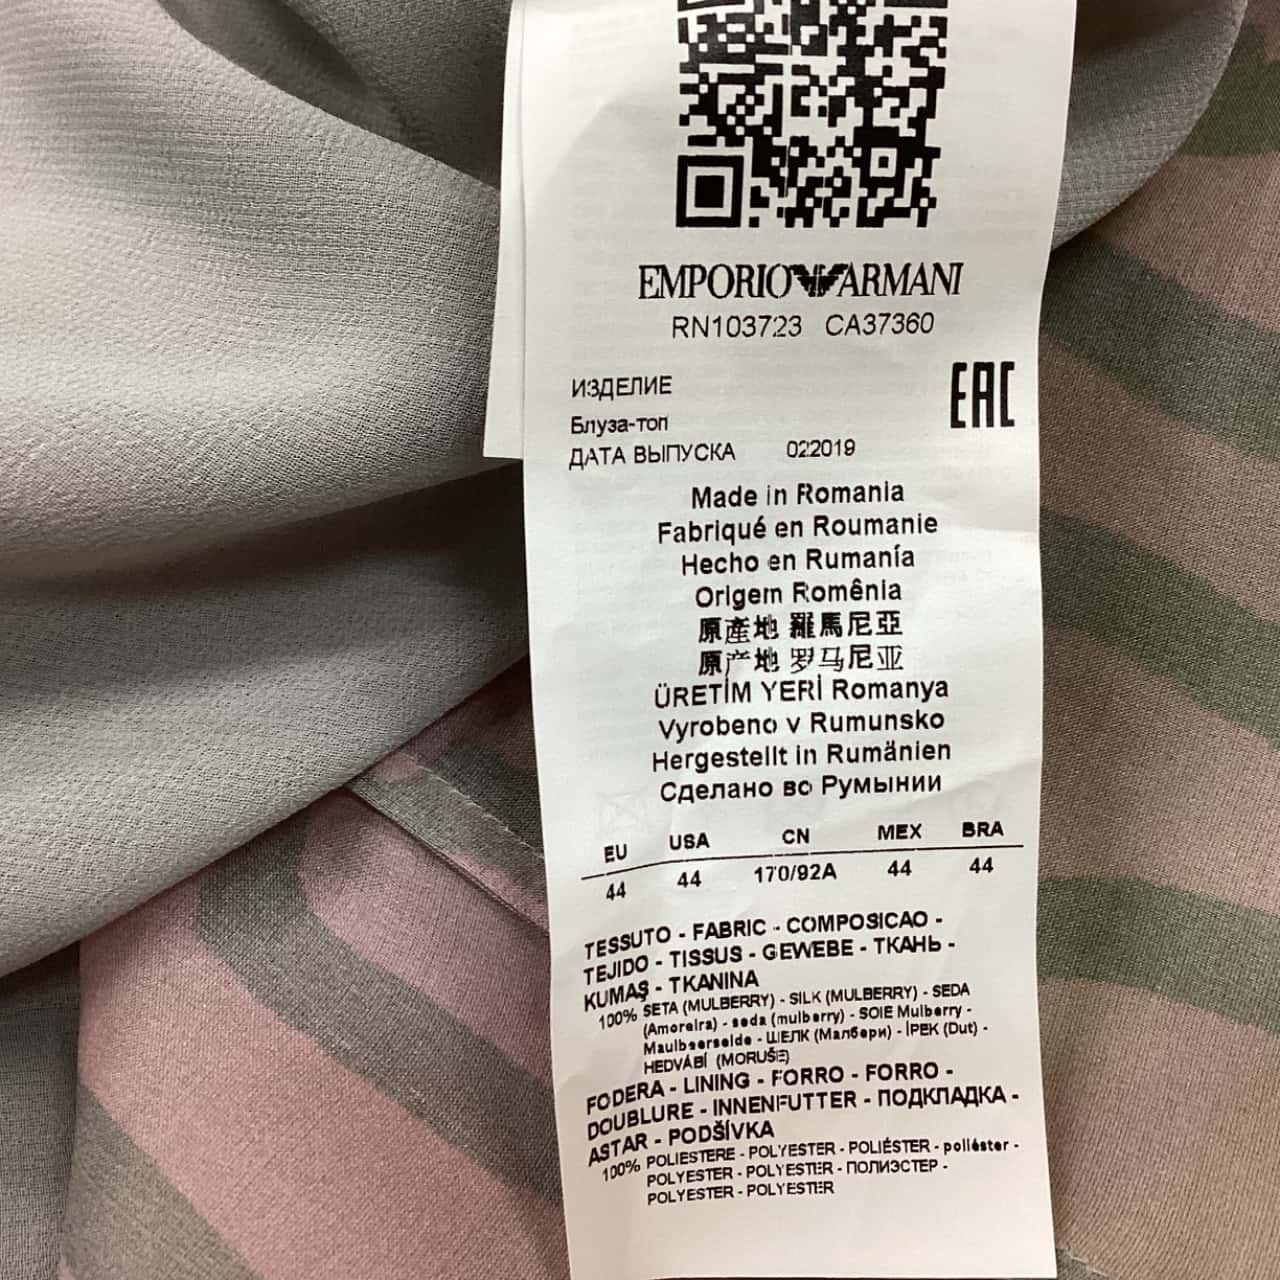 EMPORIO ARMANI
RN103723 CA37360
ИЗДЕЛИЕ
EAC
Блуза-топ
ДАТА ВЫПУСКА 022019
Made in Romania
Fabriqué en Roumanie
Hecho en Rumanía
Origem Romênia
原產地 羅馬尼亞
原产地 罗马尼亚
ÜRETİM YERİ Romanya
Vyrobeno v Rumunsko
Hergestellt in Rumänien
Сделано во Румынии
EU USA CN MEX BRA
44 44 170/92A 44 44
TESSUTO - FABRIC - COMPOSICAO -
TEJIDO - TISSUS - GEWEBE - ТКАНЬ -
KUMAŞ - TKANINA
100% SETA (MULBERRY) - SILK (MULBERRY) - SEDA
(Amoreira) - seda (mulberry) - SOIE Mulberry -
Maulbeerseide - ШЕЛК (Малбери) - İPEK (Dut) -
HEDVÁBÍ (MORUŠE)
FODERA - LINING - FORRO - FORRO -
DOUBLURE - INNENFUTTER - ПОДКЛАДКА -
ASTAR - PODŠÍVKA
100% POLIESTERE - POLYESTER - POLIÉSTER - poliéster -
POLYESTER - POLYESTER - ПОЛИЭСТЕР -
POLYESTER - POLYESTER